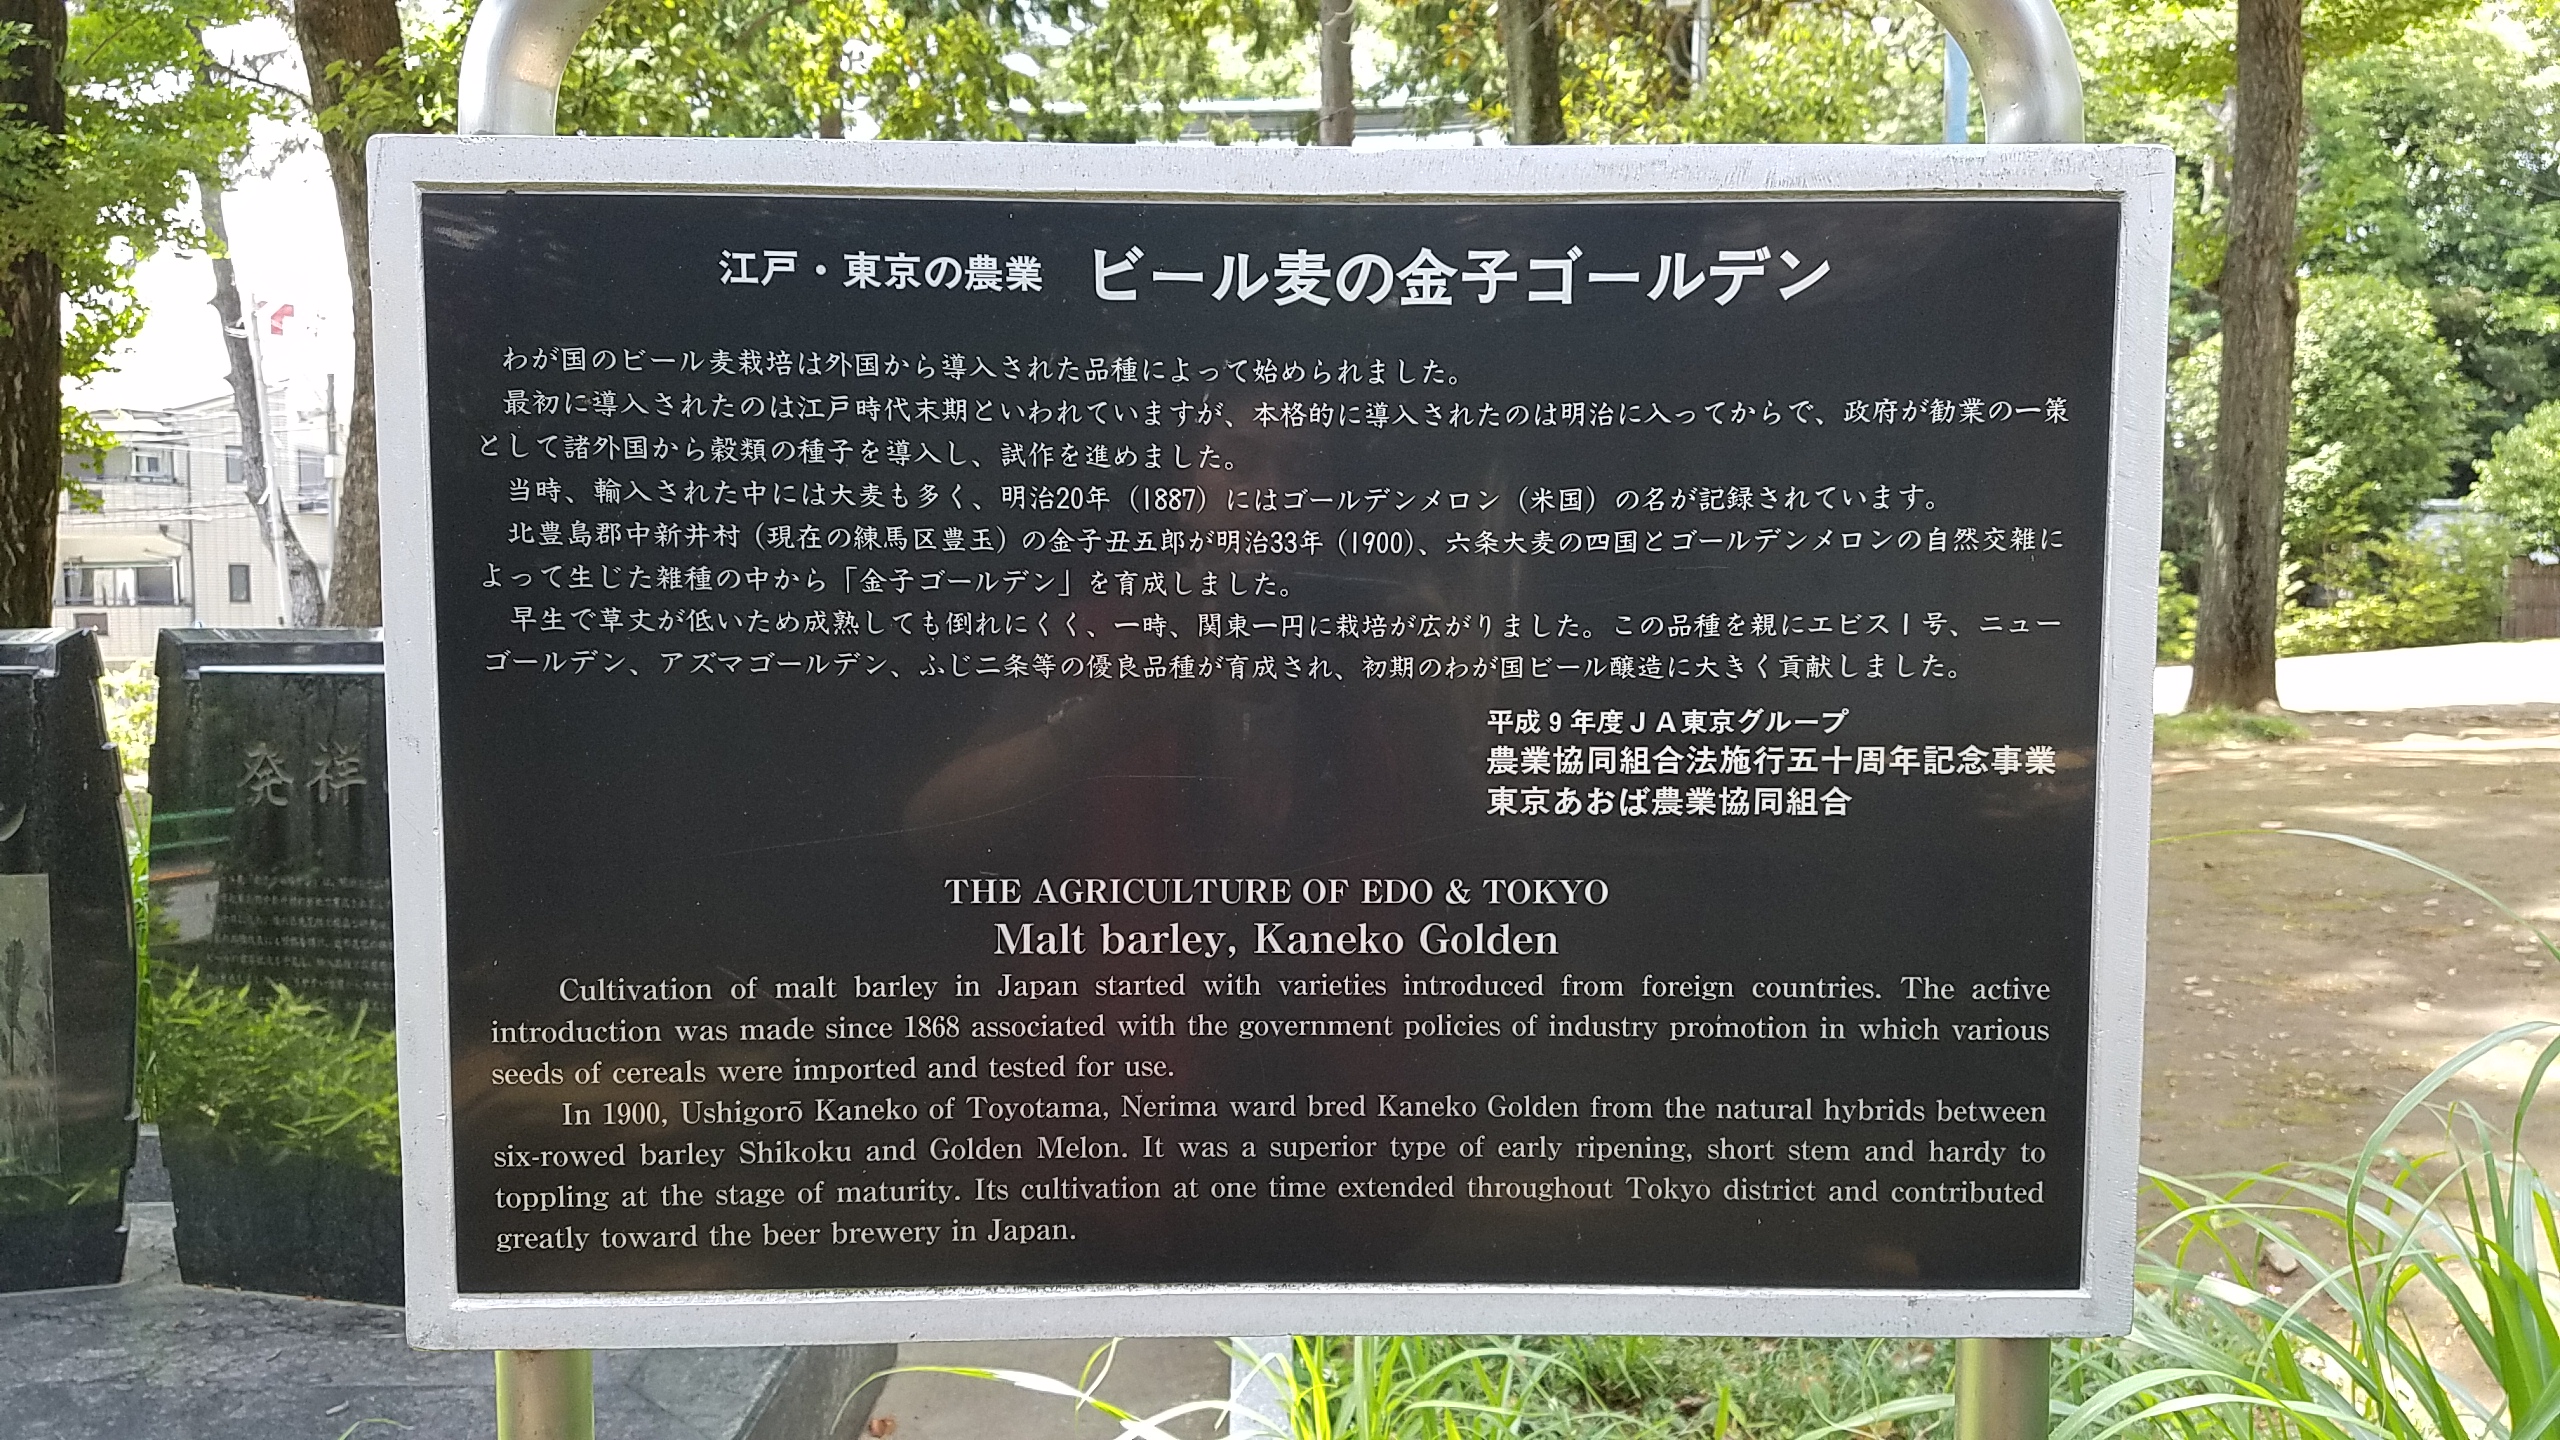 江戸・東京の農業 ビール麦の金子ゴールデン
わが国のビール麦栽培は外国から導入された品種によって始められました。
最初に導入されたのは江戸時代末期といわれていますが、本格的に導入されたのは明治に入ってからで、政府が勧業の一策
として諸外国から穀類の種子を導入し、試作を進めました。
当時、輸入された中には大麦も多く、明治20年（1887）にはゴールデンメロン（米国）の名が記録されています。
北豊島郡中新井村（現在の練馬区豊玉）の金子丑五郎が明治33年（1900）、六条大麦の四国とゴールデンメロンの自然交雑に
よって生じた雑種の中から「金子ゴールデン」を育成しました。
早生で草丈が低いため成熟しても倒れにくく、一時、関東一円に栽培が広がりました。この品種を親にエビス1号、ニュー
ゴールデン、アズマゴールデン、ふじ二条等の優良品種が育成され、初期のわが国ビール醸造に大きく貢献しました。
平成9年度JA東京グループ
農業協同組合法施行五十周年記念事業
東京あおば農業協同組合
THE AGRICULTURE OF EDO & TOKYO
Malt barley, Kaneko Golden
Cultivation of malt barley in Japan started with varieties introduced from foreign countries. The active
introduction was made since 1868 associated with the government policies of industry promotion in which various
seeds of cereals were imported and tested for use.
In 1900, Ushigorō Kaneko of Toyotama, Nerima ward bred Kaneko Golden from the natural hybrids between
six-rowed barley Shikoku and Golden Melon. It was a superior type of early ripening, short stem and hardy to
toppling at the stage of maturity. Its cultivation at one time extended throughout Tokyo district and contributed
greatly toward the beer brewery in Japan.
発祥